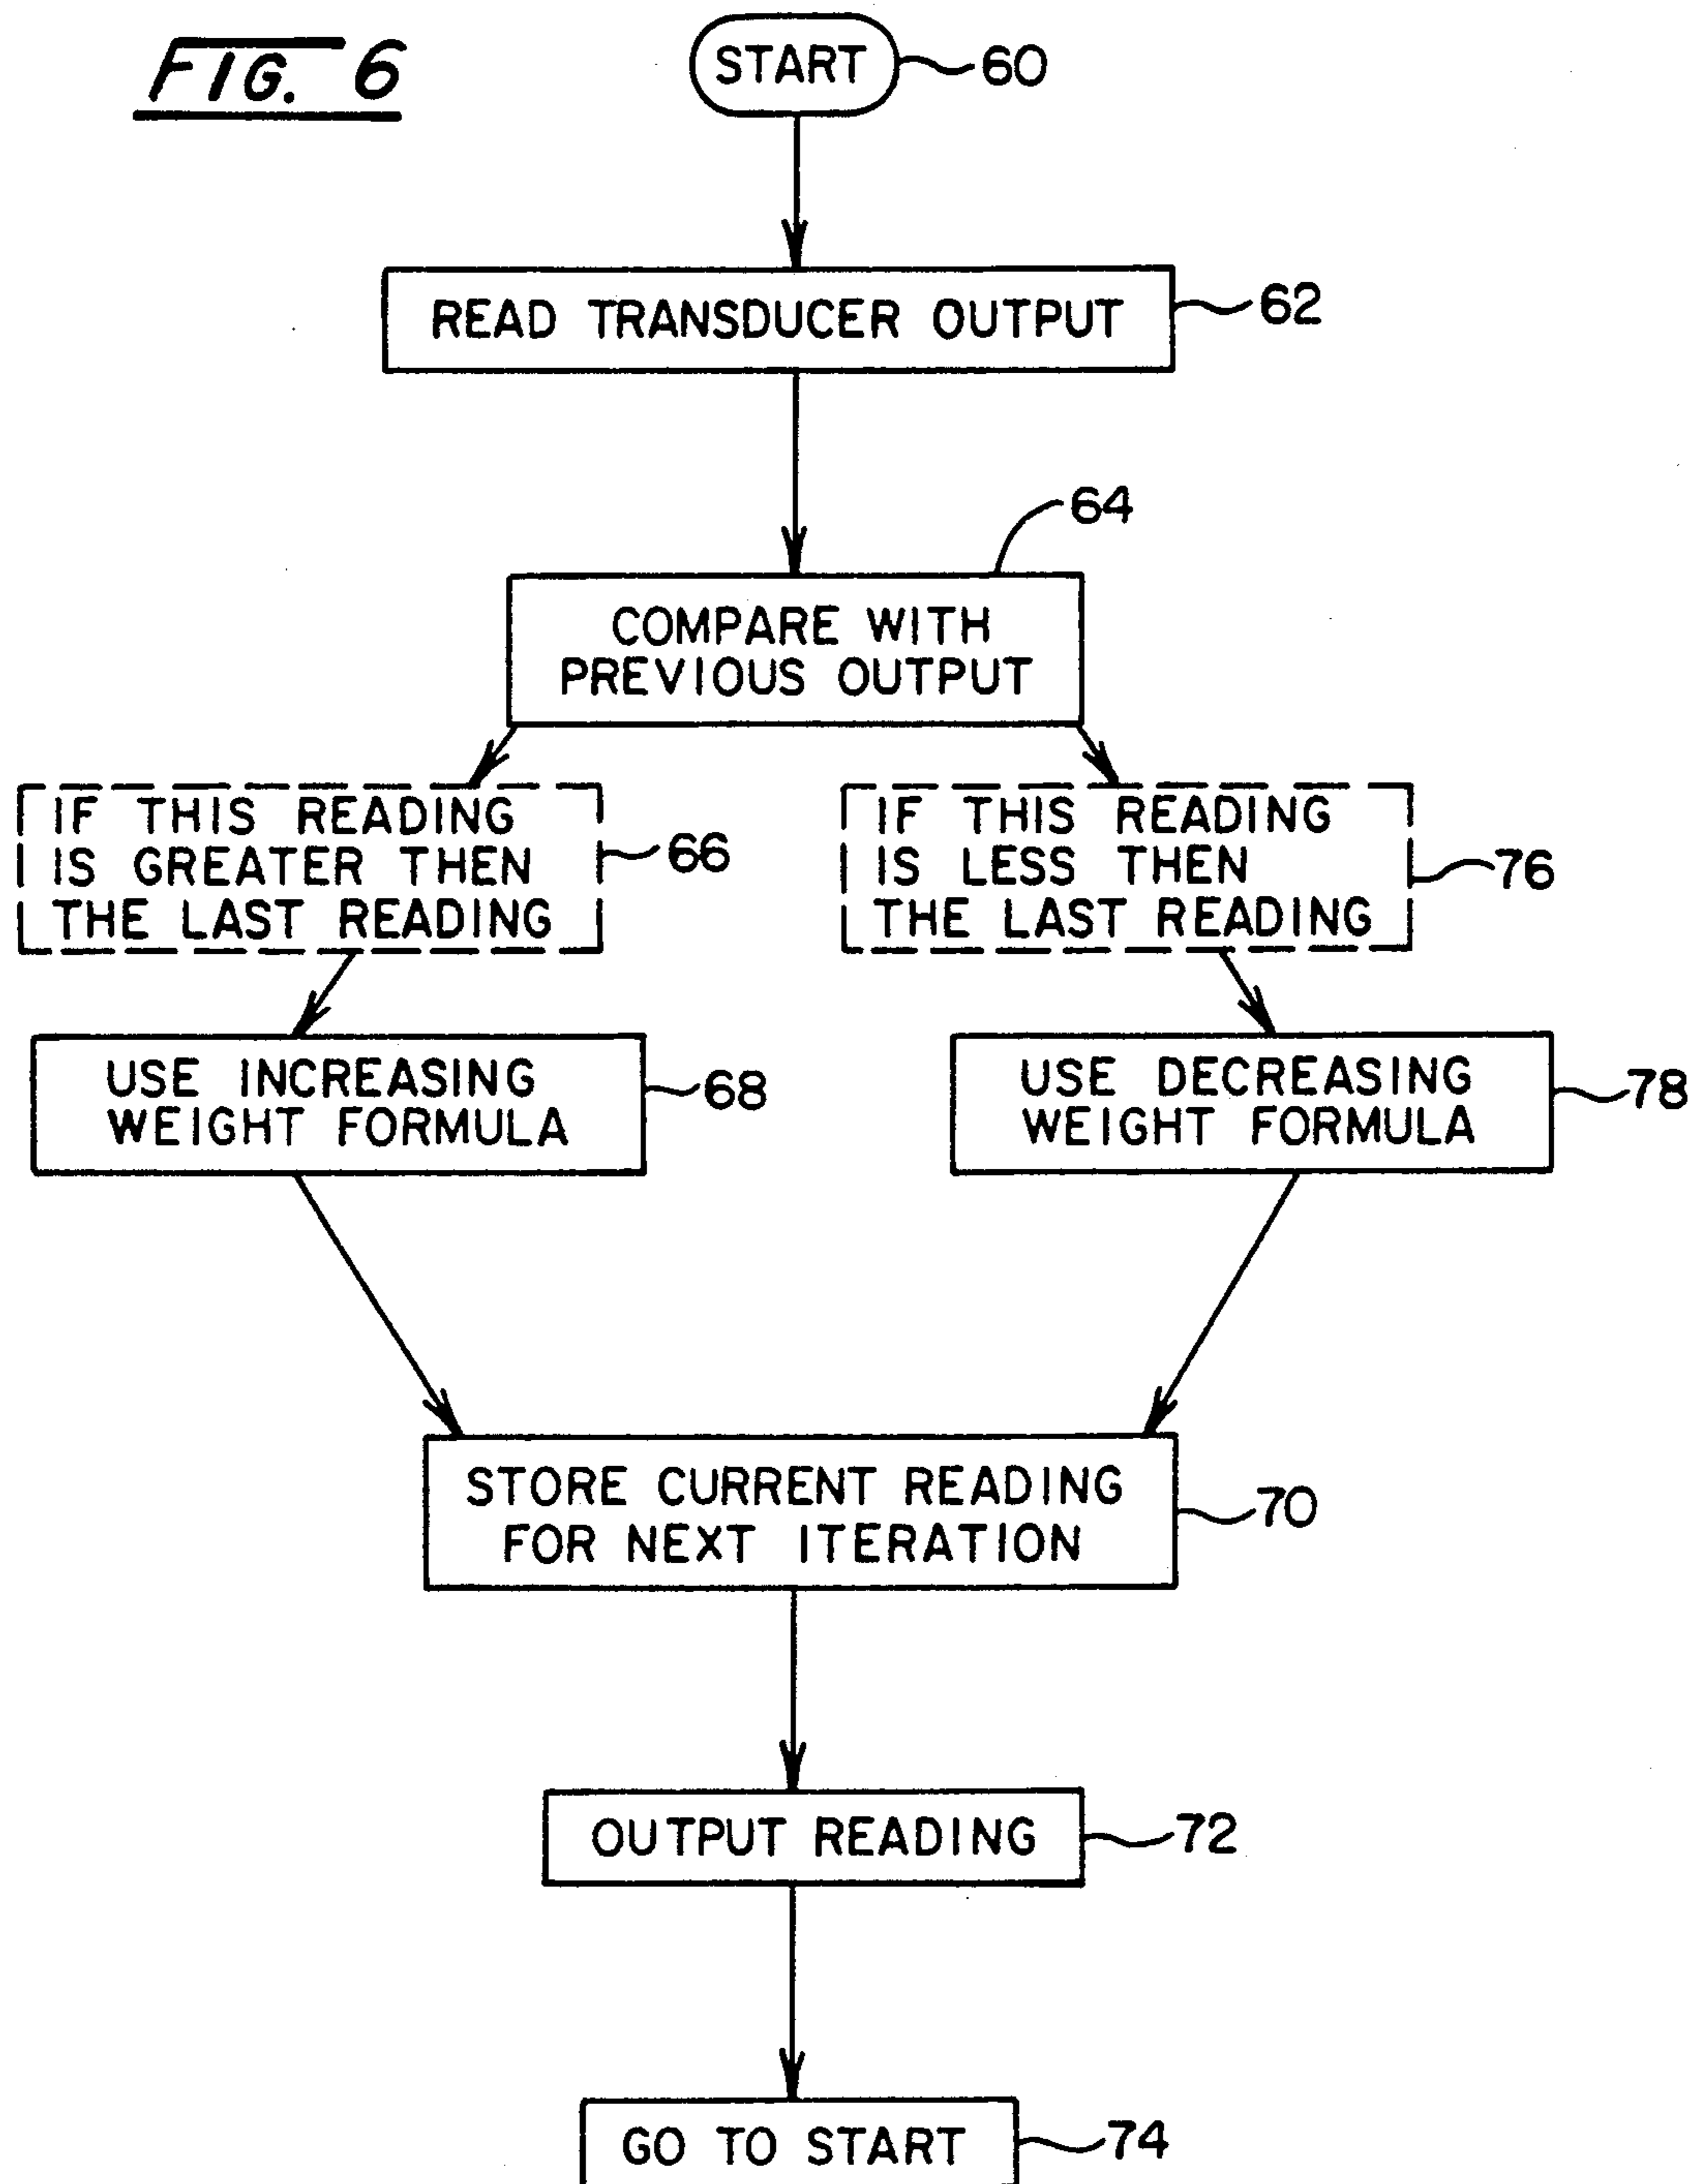 FIG. 6
START
60
READ TRANSDUCER OUTPUT
62
64
COMPARE WITH
PREVIOUS OUTPUT
IF THIS READING
IS GREATER THEN
THE LAST READING
66
IF THIS READING
IS LESS THEN
THE LAST READING
76
USE INCREASING
WEIGHT FORMULA
68
USE DECREASING
WEIGHT FORMULA
78
STORE CURRENT READING
FOR NEXT ITERATION
70
OUTPUT READING
72
GO TO START
74